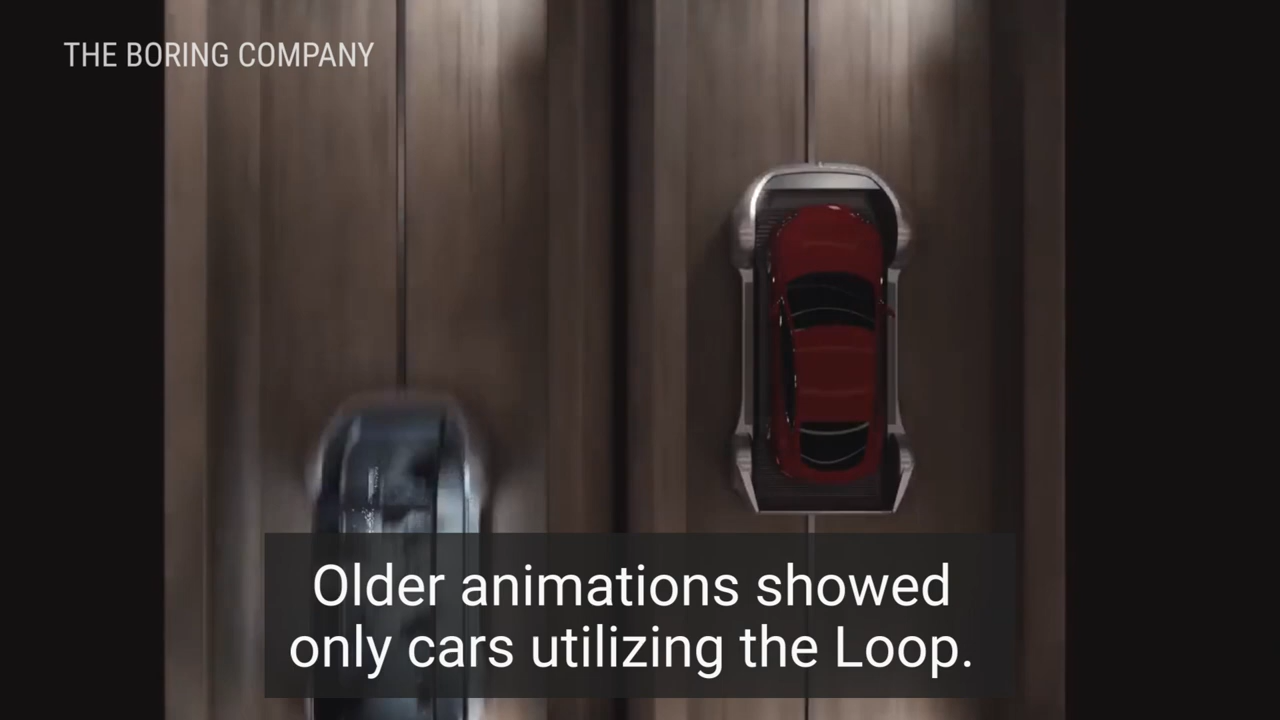 THE BORING COMPANY
Older animations showed
only cars utilizing the Loop.